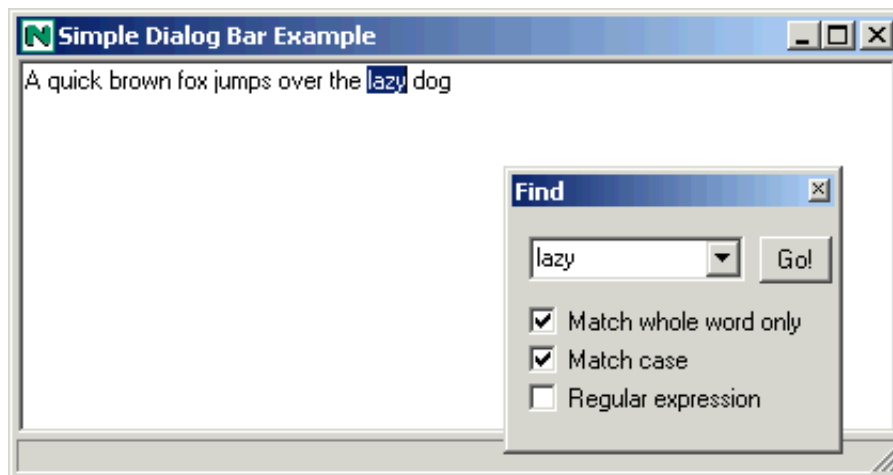 Simple Dialog Bar Example
A quick brown fox jumps over the lazy dog
Find
lazy Go!
Match whole word only
Match case
Regular expression